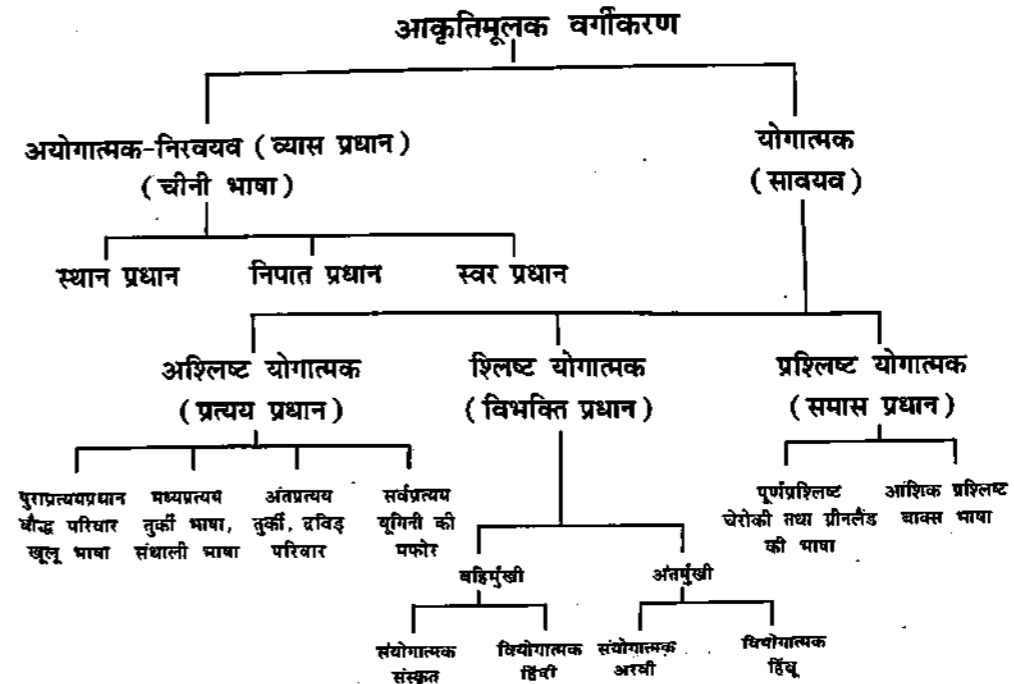 आकृतिमूलक वर्गीकरण
अयोगात्मक-निरवयव (व्यास प्रधान)
(चीनी भाषा)
योगात्मक
(सावयव)
स्थान प्रधान
निपात प्रधान
स्वर प्रधान
अश्लिष्ट योगात्मक
(प्रत्यय प्रधान)
श्लिष्ट योगात्मक
(विभक्ति प्रधान)
प्रश्लिष्ट योगात्मक
(समास प्रधान)
पुराप्रत्ययप्रधान
बौद्ध परिवार
खूलू भाषा
मध्यप्रत्यय
तुर्की भाषा,
संथाली भाषा
अंतप्रत्यय
तुर्की, द्रविड़
परिवार
सर्वप्रत्यय
यूगिनी की
मफोर
पूर्णप्रश्लिष्ट
चेरोकी तथा ग्रीनलैंड
की भाषा
आंशिक प्रश्लिष्ट
बाक्स भाषा
बहिर्मुखी
अंतर्मुखी
संयोगात्मक
संस्कृत
वियोगात्मक
हिंदी
संयोगात्मक
अरबी
वियोगात्मक
हिब्रू